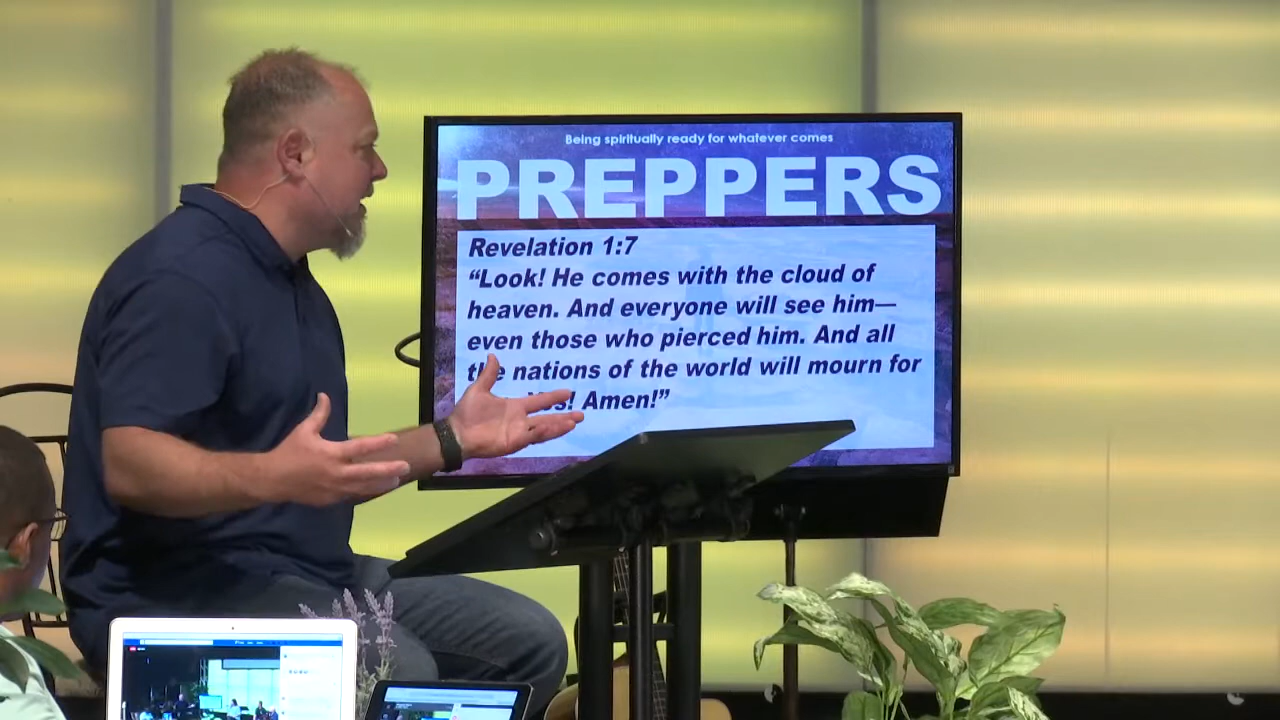 Being spiritually ready for whatever comes
PREPPERS
Revelation 1:7
“Look! He comes with the cloud of
heaven. And everyone will see him—
even those who pierced him. And all
the nations of the world will mourn for
Amen!”